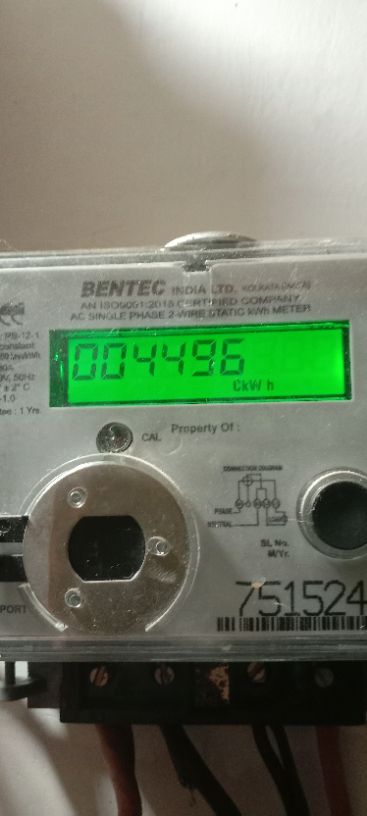 BENTEC INDIA LTD.
AN ISO9001:2015 CERTIFIED COMPANY
AC SINGLE PHASE 2-WIRE STATIC kWh METER
004496
CkW h
CAL
Property Of :
CONNECTION DIAGRAM
PHASE
NEUTRAL
SL No.
M/Yr.
751524
PORT